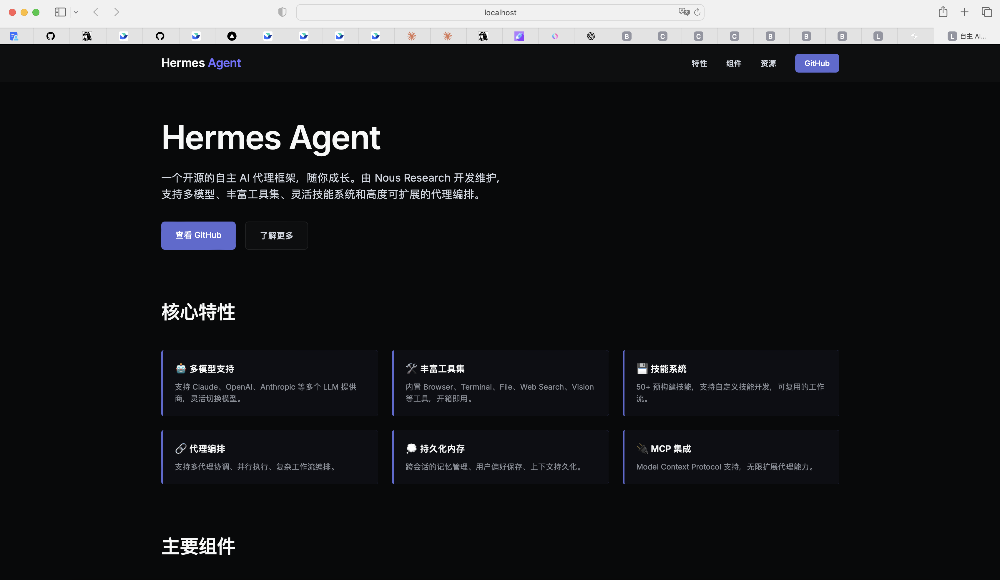 localhost
B
C
C
C
B
B
B
L
L 自主 AI...
Hermes Agent
特性
组件
资源
GitHub
Hermes Agent
一个开源的自主 AI 代理框架，随你成长。由 Nous Research 开发维护，
支持多模型、丰富工具集、灵活技能系统和高度可扩展的代理编排。
查看 GitHub
了解更多
核心特性
多模型支持
支持 Claude、OpenAI、Anthropic 等多个 LLM 提供
商，灵活切换模型。
丰富工具集
内置 Browser、Terminal、File、Web Search、Vision
等工具，开箱即用。
技能系统
50+ 预构建技能，支持自定义技能开发，可复用的工作
流。
代理编排
支持多代理协调、并行执行、复杂工作流编排。
持久化内存
跨会话的记忆管理、用户偏好保存、上下文持久化。
MCP 集成
Model Context Protocol 支持，无限扩展代理能力。
主要组件